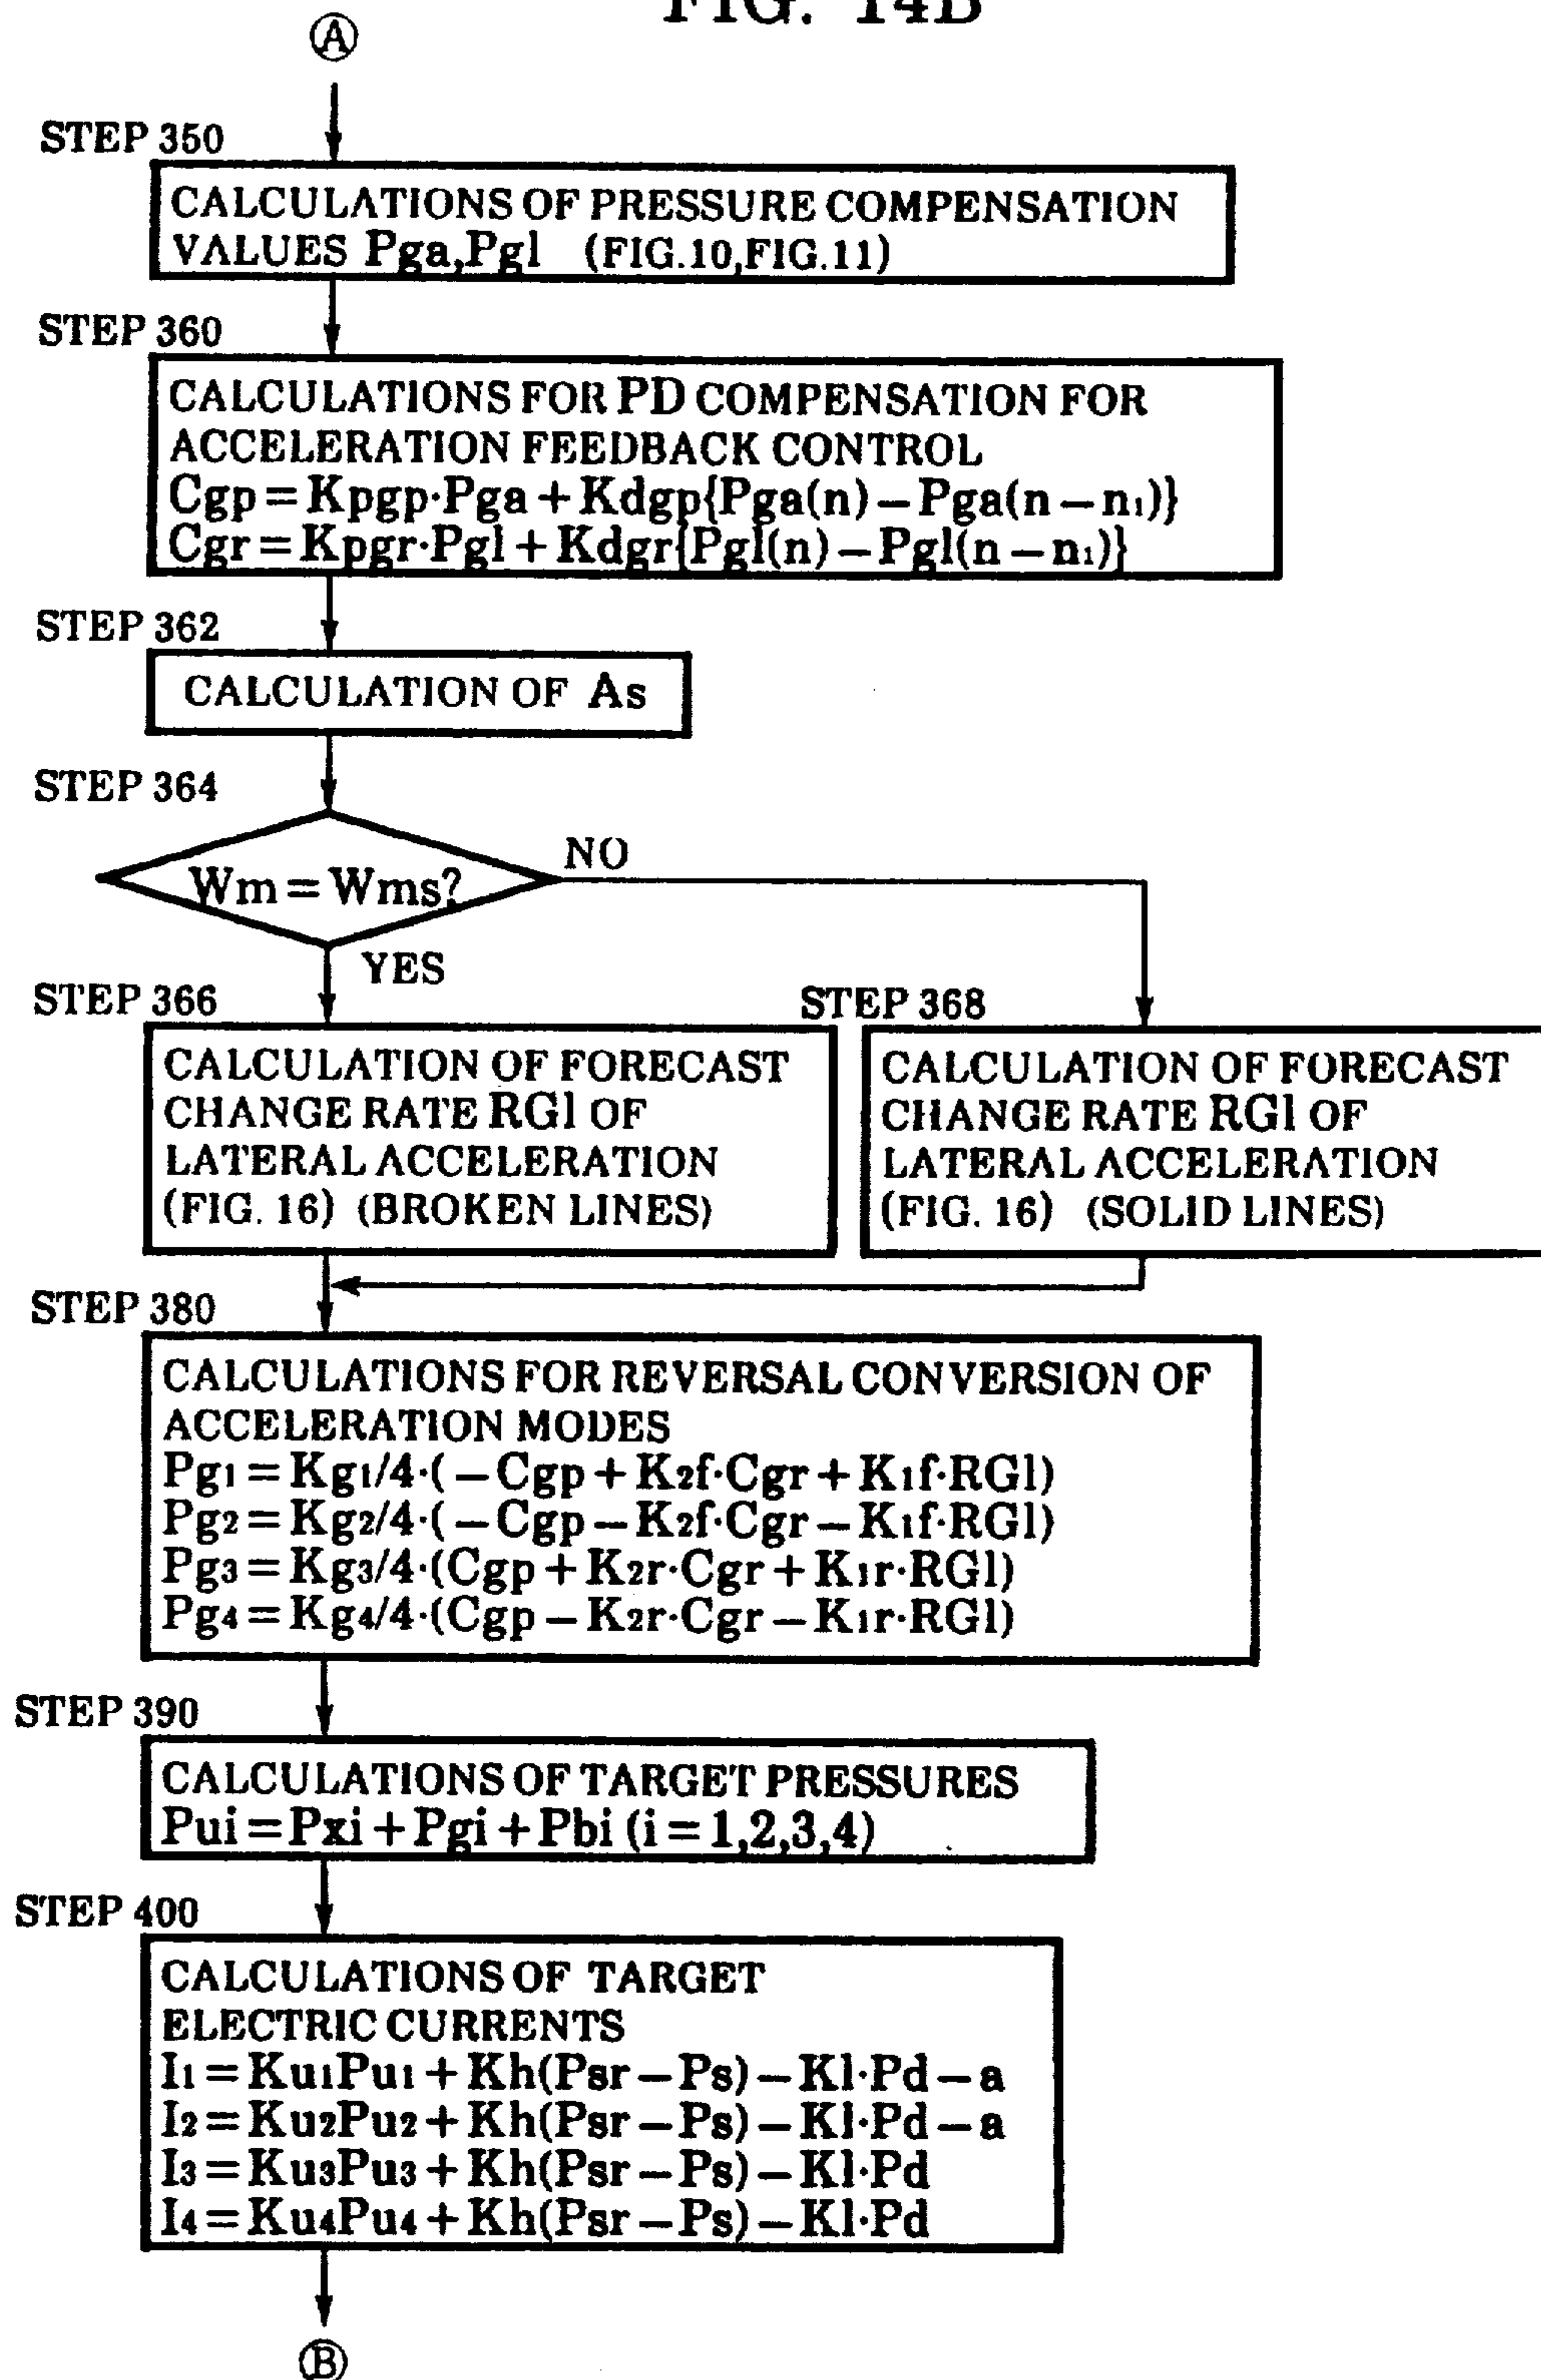 FIG. 14B
Ⓐ
STEP 350
CALCULATIONS OF PRESSURE COMPENSATION
VALUES Pga,Pgl (FIG.10,FIG.11)
STEP 360
CALCULATIONS FOR PD COMPENSATION FOR
ACCELERATION FEEDBACK CONTROL
Cgp = Kpgp·Pga + Kdgp{Pga(n) − Pga(n − n₁)}
Cgr = Kpgr·Pgl + Kdgr{Pgl(n) − Pgl(n − n₁)}
STEP 362
CALCULATION OF As
STEP 364
Wm = Wms?
NO
YES
STEP 366
CALCULATION OF FORECAST
CHANGE RATE RGl OF
LATERAL ACCELERATION
(FIG. 16) (BROKEN LINES)
STEP 368
CALCULATION OF FORECAST
CHANGE RATE RGl OF
LATERAL ACCELERATION
(FIG. 16) (SOLID LINES)
STEP 380
CALCULATIONS FOR REVERSAL CONVERSION OF
ACCELERATION MODES
Pg₁ = Kg₁/4·( − Cgp + K₂f·Cgr + K₁f·RGl)
Pg₂ = Kg₂/4·( − Cgp − K₂f·Cgr − K₁f·RGl)
Pg₃ = Kg₃/4·(Cgp + K₂r·Cgr + K₁r·RGl)
Pg₄ = Kg₄/4·(Cgp − K₂r·Cgr − K₁r·RGl)
STEP 390
CALCULATIONS OF TARGET PRESSURES
Pui = Pxi + Pgi + Pbi (i = 1,2,3,4)
STEP 400
CALCULATIONS OF TARGET
ELECTRIC CURRENTS
I₁ = Ku₁Pu₁ + Kh(Psr − Ps) − Kl·Pd − a
I₂ = Ku₂Pu₂ + Kh(Psr − Ps) − Kl·Pd − a
I₃ = Ku₃Pu₃ + Kh(Psr − Ps) − Kl·Pd
I₄ = Ku₄Pu₄ + Kh(Psr − Ps) − Kl·Pd
Ⓑ